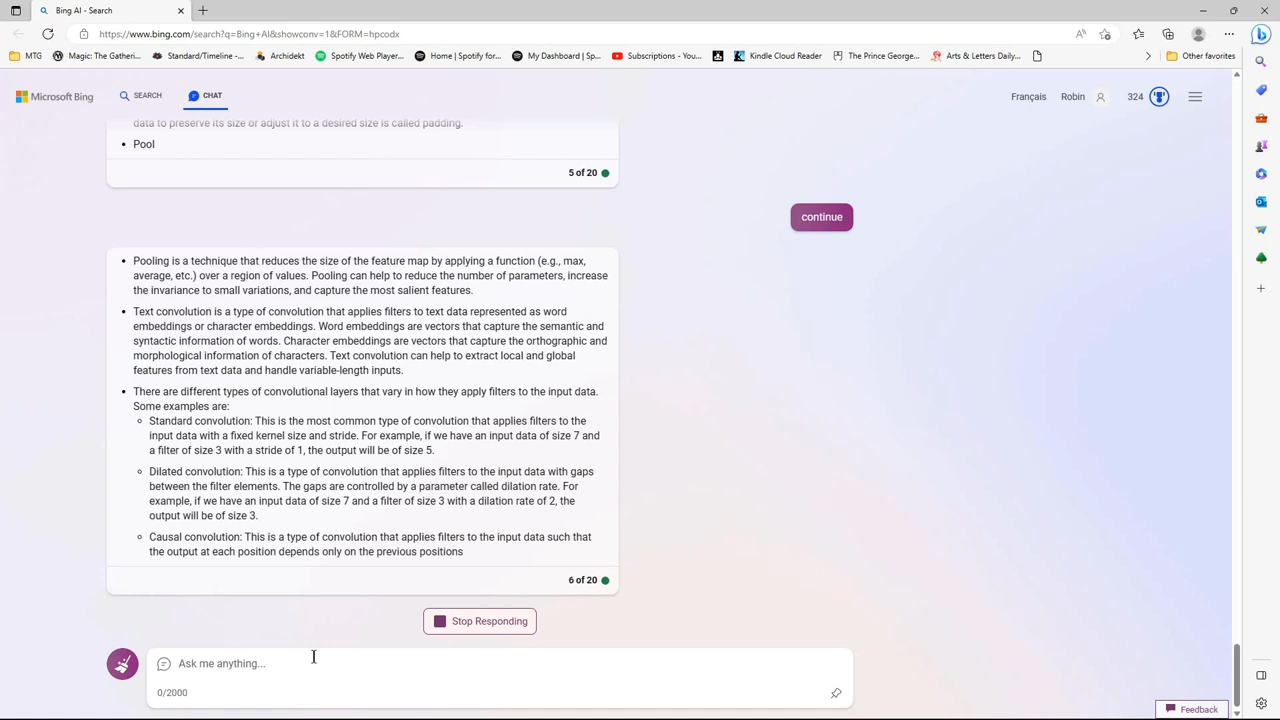 Bing AI - Search
https://www.bing.com/search?q=Bing+AI&showconv=1&FORM=hpcodx
MTG
Magic: The Gatheri...
Standard/Timeline -...
Archidekt
Spotify Web Player...
Home | Spotify for...
My Dashboard | Sp...
Subscriptions - You...
Kindle Cloud Reader
The Prince George...
Arts & Letters Daily...
Other favorites
Microsoft Bing
SEARCH
CHAT
Français
Robin
324
data to preserve its size or adjust it to a desired size is called padding.
• Pool
5 of 20
continue
• Pooling is a technique that reduces the size of the feature map by applying a function (e.g., max,
average, etc.) over a region of values. Pooling can help to reduce the number of parameters, increase
the invariance to small variations, and capture the most salient features.
• Text convolution is a type of convolution that applies filters to text data represented as word
embeddings or character embeddings. Word embeddings are vectors that capture the semantic and
syntactic information of words. Character embeddings are vectors that capture the orthographic and
morphological information of characters. Text convolution can help to extract local and global
features from text data and handle variable-length inputs.
• There are different types of convolutional layers that vary in how they apply filters to the input data.
Some examples are:
◦ Standard convolution: This is the most common type of convolution that applies filters to the
input data with a fixed kernel size and stride. For example, if we have an input data of size 7 and
a filter of size 3 with a stride of 1, the output will be of size 5.
◦ Dilated convolution: This is a type of convolution that applies filters to the input data with gaps
between the filter elements. The gaps are controlled by a parameter called dilation rate. For
example, if we have an input data of size 7 and a filter of size 3 with a dilation rate of 2, the
output will be of size 3.
◦ Causal convolution: This is a type of convolution that applies filters to the input data such that
the output at each position depends only on the previous positions
6 of 20
Stop Responding
Ask me anything...
0/2000
Feedback